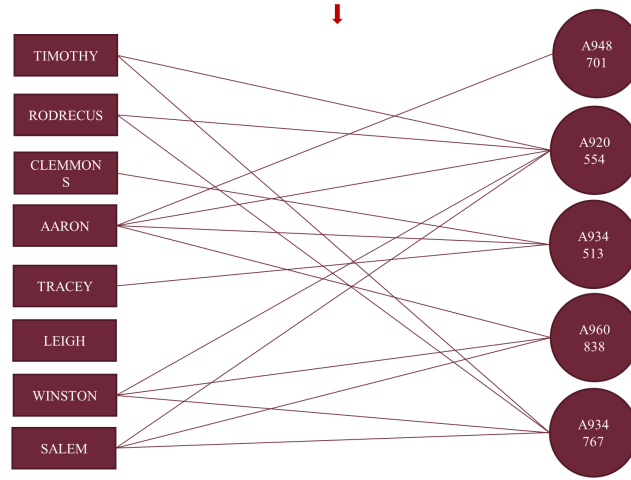 TIMOTHY
RODRECUS
CLEMMON
S
AARON
TRACEY
LEIGH
WINSTON
SALEM
A948
701
A920
554
A934
513
A960
838
A934
767